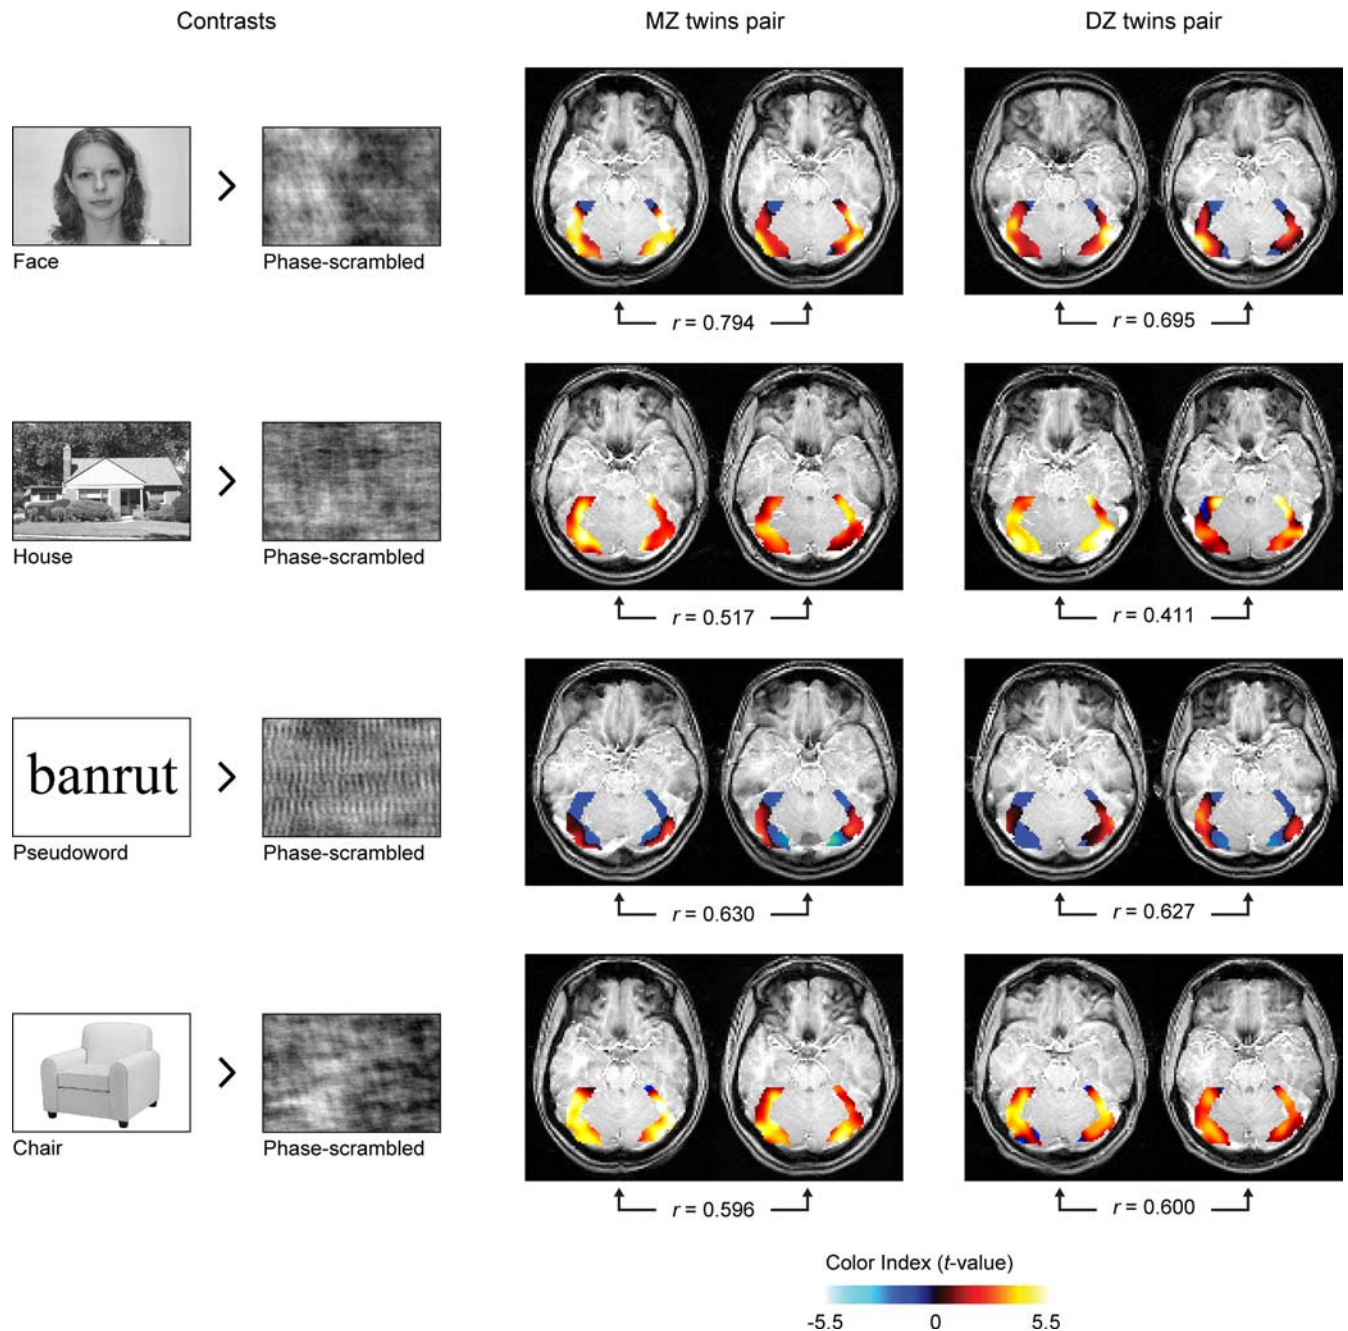 Contrasts
MZ twins pair
DZ twins pair
Face
>
Phase-scrambled
r = 0.794
r = 0.695
House
>
Phase-scrambled
r = 0.517
r = 0.411
banrut
Pseudoword
>
Phase-scrambled
r = 0.630
r = 0.627
Chair
>
Phase-scrambled
r = 0.596
r = 0.600
Color Index (t-value)
-5.5 0 5.5